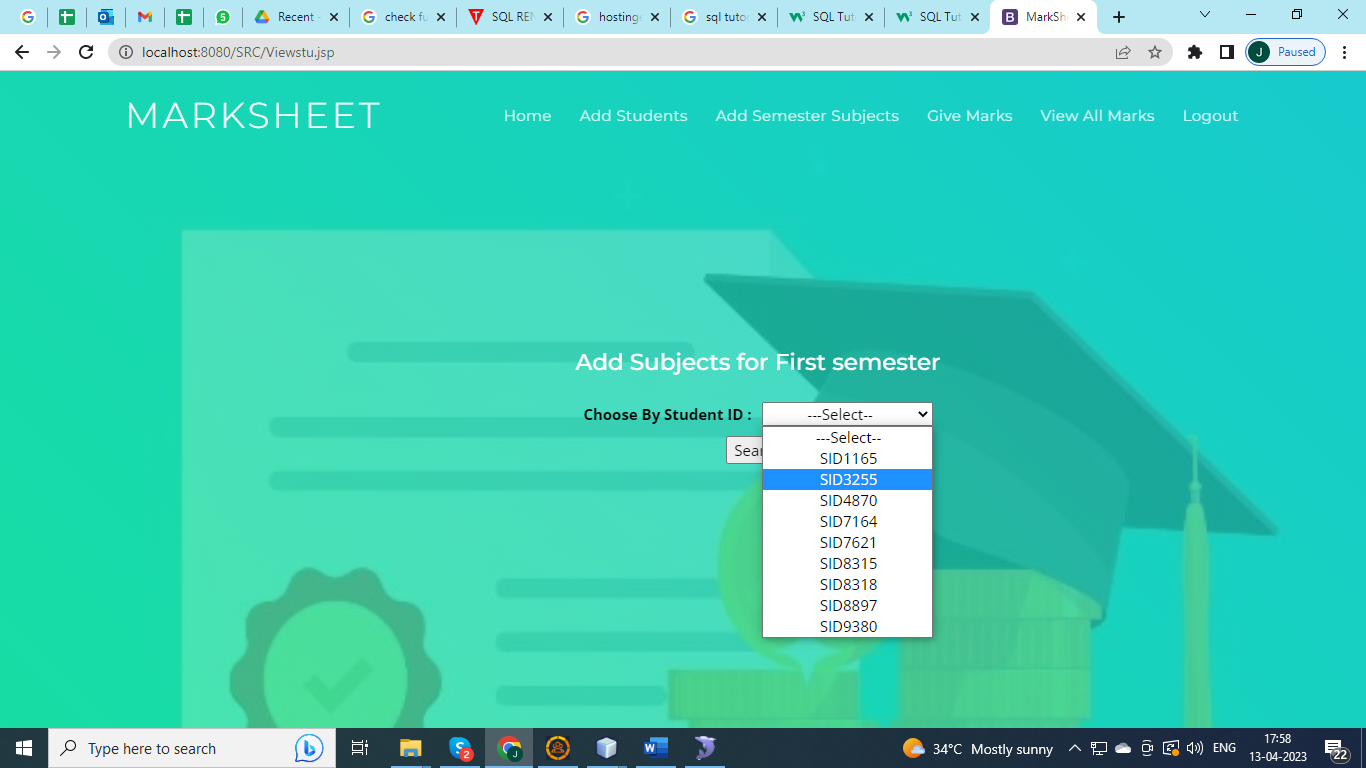 Recent
check fu
SQL REN
hostinge
sql tuto
SQL Tut
SQL Tut
MarkShe
localhost:8080/SRC/Viewstu.jsp
J Paused
MARKSHEET
Home Add Students Add Semester Subjects Give Marks View All Marks Logout
Add Subjects for First semester
Choose By Student ID : ---Select--
---Select--
Sear
SID1165
SID3255
SID4870
SID7164
SID7621
SID8315
SID8318
SID8897
SID9380
Type here to search
34°C Mostly sunny
ENG
17:58
13-04-2023
22